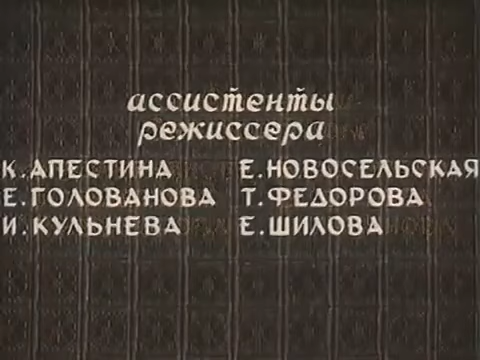 ассистенты
режиссера
К.АПЕСТИНА Е.НОВОСЕЛЬСКАЯ
Е.ГОЛОВАНОВА Т.ФЕДОРОВА
И.КУЛЬНЕВА Е.ШИЛОВА